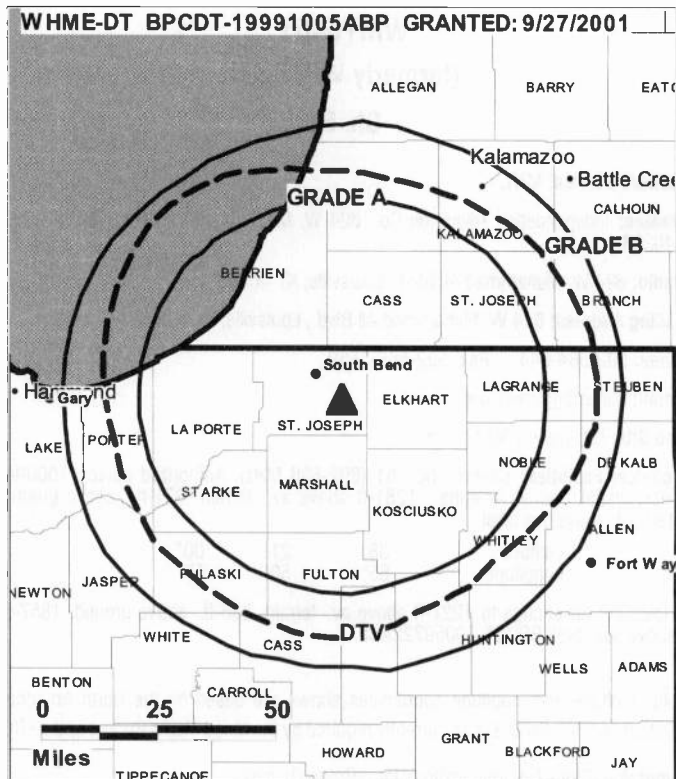 WHME-DT BPCDT-19991005ABP GRANTED: 9/27/2001
ALLEGAN BARRY EATO
Kalamazoo
Battle Cree
CALHOUN
GRADE A
KALAMAZOO
GRADE B
BERRIEN
CASS ST. JOSEPH BRANCH
South Bend
Hammond
Gary
ELKHART LAGRANGE STEUBEN
LA PORTE ST. JOSEPH
LAKE PORTER
NOBLE DE KALB
STARKE MARSHALL
KOSCIUSKO
ALLEN
WHITLEY
Fort Way
NEWTON JASPER PULASKI FULTON
WHITE CASS DTV HUNTINGTON
WELLS ADAMS
BENTON
CARROLL
0 25 50
Miles
HOWARD GRANT BLACKFORD
JAY
TIPPECANOE